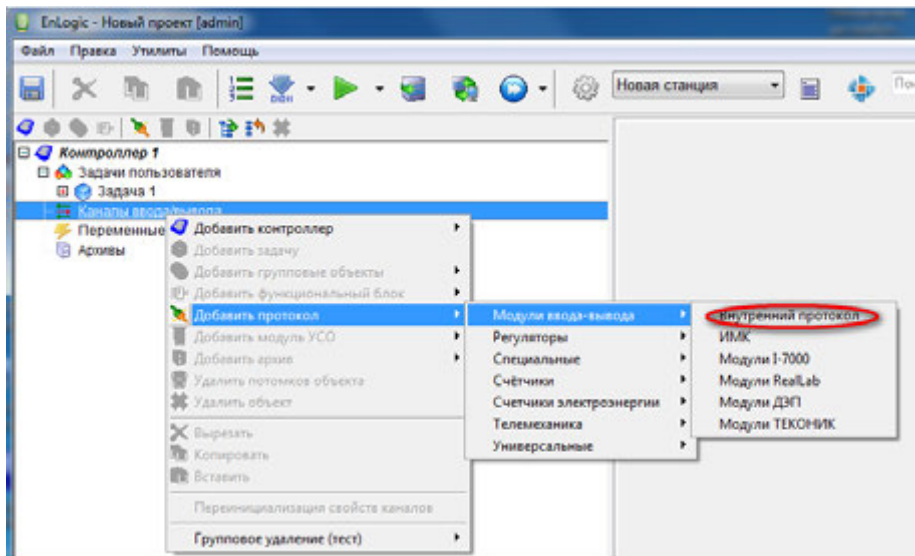 EnLogic - Новый проект [admin]
Файл Правка Утилиты Помощь
Новая станция
Контроллер 1
Задачи пользователя
Задача 1
Каналы ввода/вывода
Переменные
Архивы
Добавить контроллер
Добавить задачу
Добавить групповые объекты
Добавить функциональный блок
Добавить протокол
Добавить модуль УСО
Добавить архив
Удалить потомков объекта
Удалить объект
Вырезать
Копировать
Вставить
Переинициализация свойств каналов
Групповое удаление (тест)
Модули ввода-вывода
Регуляторы
Специальные
Счётчики
Счетчики электроэнергии
Телемеханика
Универсальные
Внутренний протокол
ИМК
Модули I-7000
Модули RealLab
Модули ДЭП
Модули ТЕКОНИК